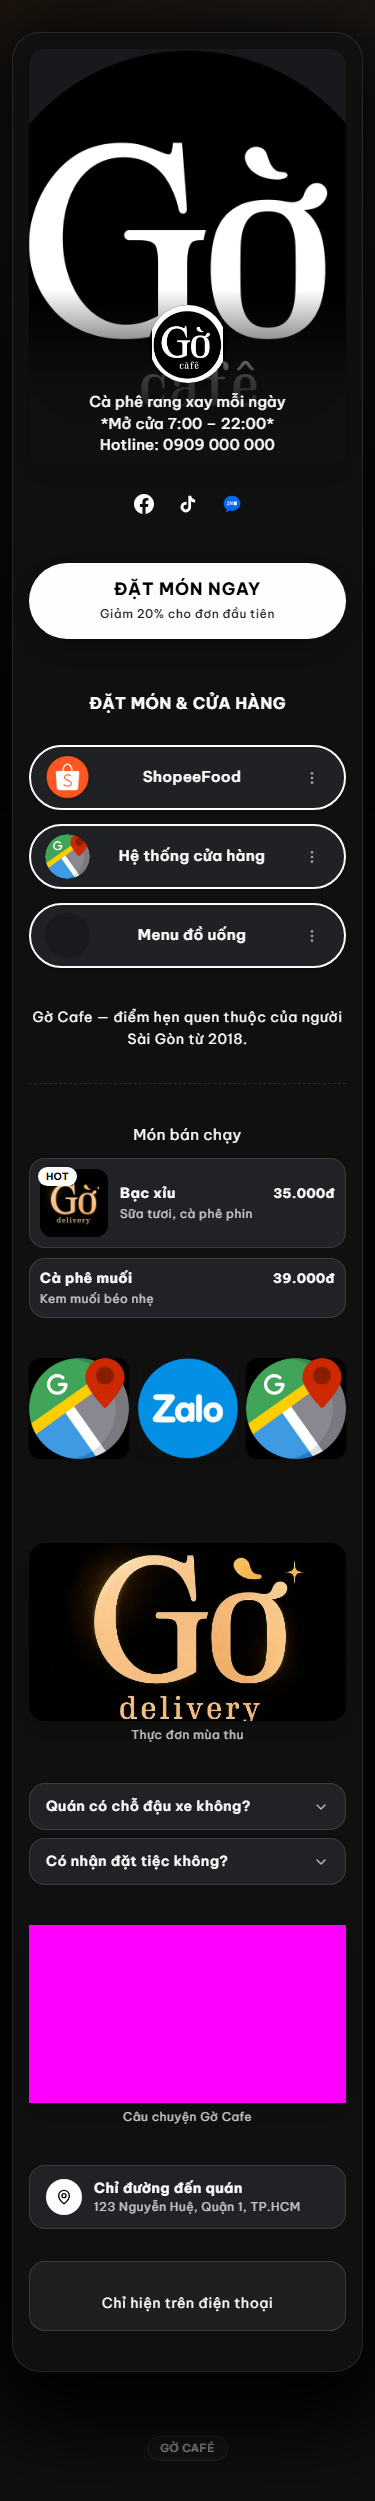 Gờ
cafê
Gờ
càfê
Cà phê rang xay mỗi ngày
*Mở cửa 7:00 – 22:00*
Hotline: 0909 000 000
ĐẶT MÓN NGAY
Giảm 20% cho đơn đầu tiên
ĐẶT MÓN & CỬA HÀNG
ShopeeFood
G
Hệ thống cửa hàng
Menu đồ uống
Gờ Cafe — điểm hẹn quen thuộc của người
Sài Gòn từ 2018.
Món bán chạy
HOT
Gờ
delivery
Bạc xỉu
35.000đ
Sữa tươi, cà phê phin
Cà phê muối
39.000đ
Kem muối béo nhẹ
G
Zalo
G
Gờ
delivery
Thực đơn mùa thu
Quán có chỗ đậu xe không?
Có nhận đặt tiệc không?
Câu chuyện Gờ Cafe
Chỉ đường đến quán
123 Nguyễn Huệ, Quận 1, TP.HCM
Chỉ hiện trên điện thoại
GỜ CAFÉ